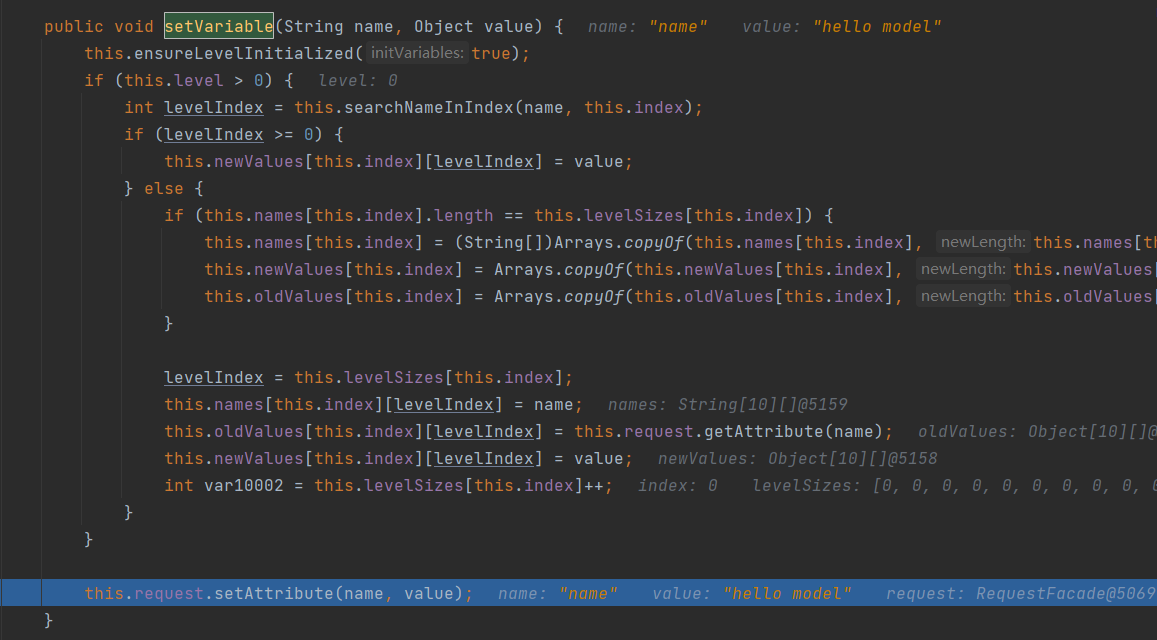 public void setVariable(String name, Object value) {   name: "name"   value: "hello model"
    this.ensureLevelInitialized( initVariables: true);
    if (this.level > 0) {   level: 0
        int levelIndex = this.searchNameInIndex(name, this.index);
        if (levelIndex >= 0) {
            this.newValues[this.index][levelIndex] = value;
        } else {
            if (this.names[this.index].length == this.levelSizes[this.index]) {
                this.names[this.index] = (String[])Arrays.copyOf(this.names[this.index], newLength: this.names[th
                this.newValues[this.index] = Arrays.copyOf(this.newValues[this.index], newLength: this.newValues[
                this.oldValues[this.index] = Arrays.copyOf(this.oldValues[this.index], newLength: this.oldValues[
            }
            levelIndex = this.levelSizes[this.index];
            this.names[this.index][levelIndex] = name;   names: String[10][]@5159
            this.oldValues[this.index][levelIndex] = this.request.getAttribute(name);   oldValues: Object[10][]@
            this.newValues[this.index][levelIndex] = value;   newValues: Object[10][]@5158
            int var10002 = this.levelSizes[this.index]++;   index: 0   levelSizes: [0, 0, 0, 0, 0, 0, 0, 0, 0, 0
        }
    }
    this.request.setAttribute(name, value);   name: "name"   value: "hello model"   request: RequestFacade@5069
}